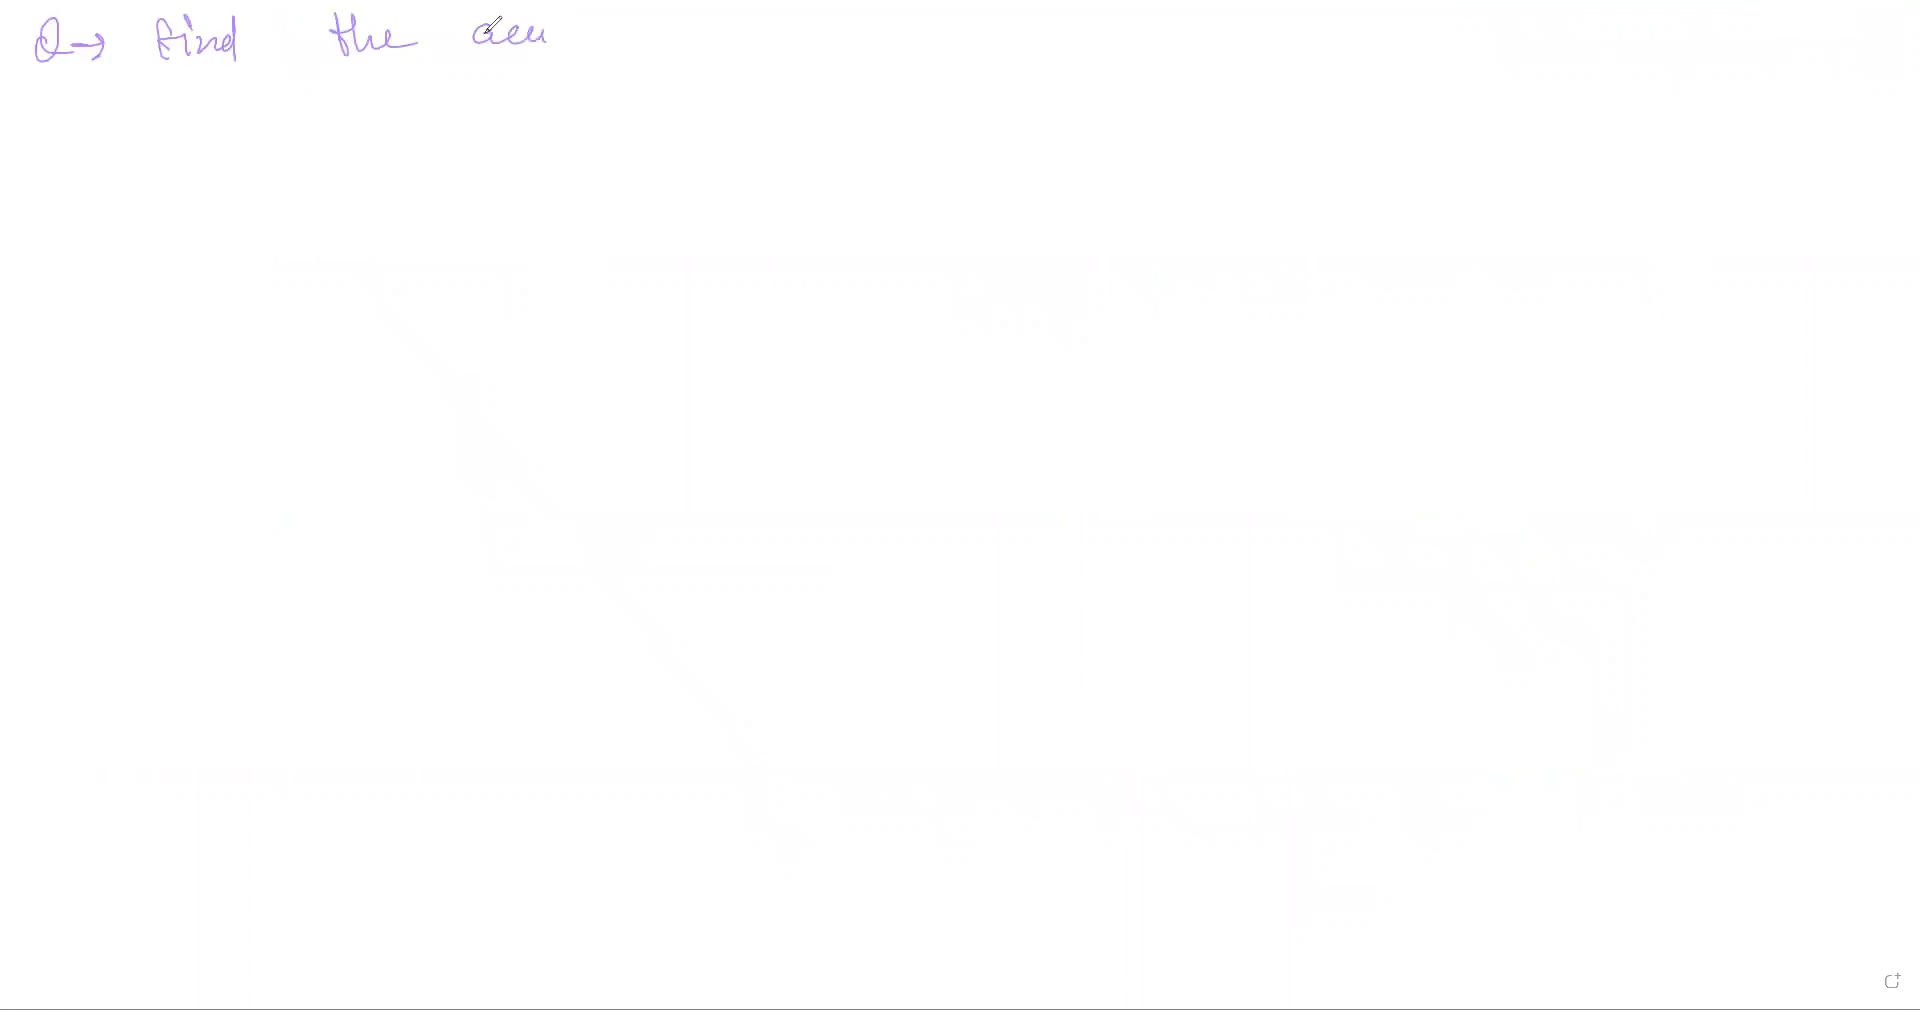 Q→ find the